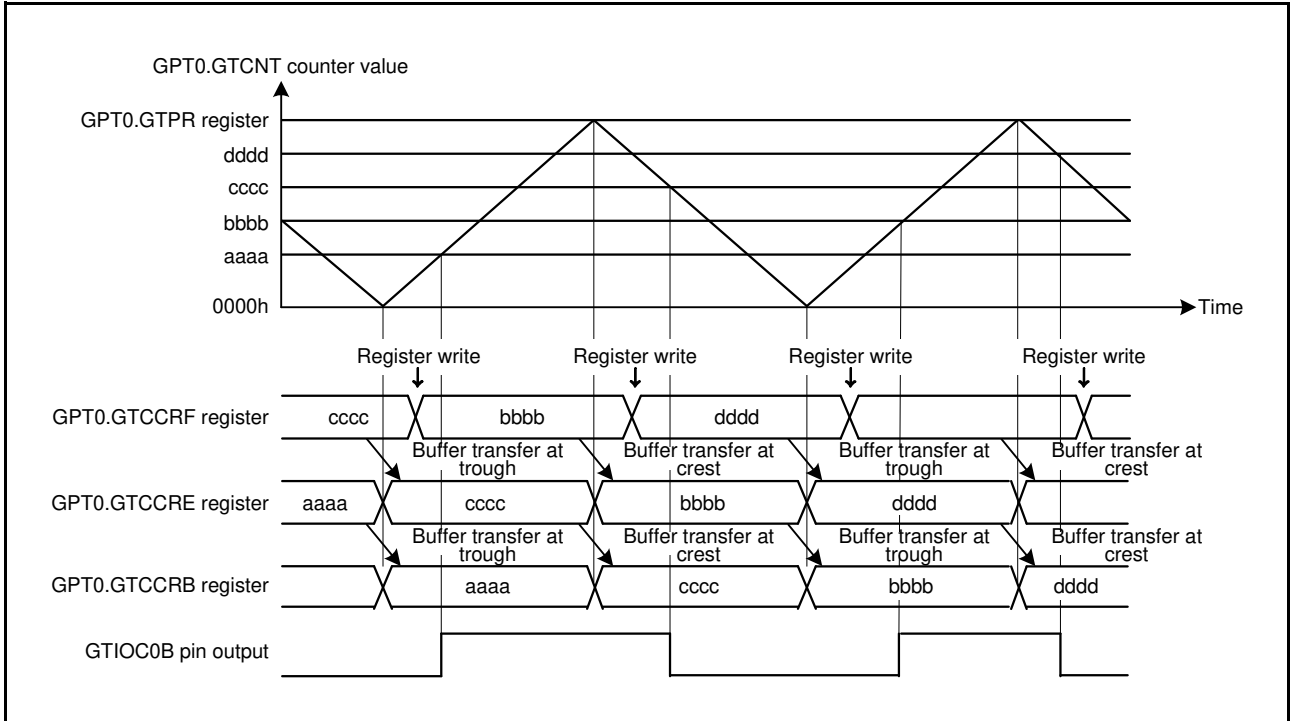 GPT0.GTCNT counter value
GPT0.GTPR register
dddd
cccc
bbbb
aaaa
0000h
Time
Register write Register write Register write Register write
GPT0.GTCCRF register cccc bbbb dddd
Buffer transfer at trough
Buffer transfer at crest
Buffer transfer at trough
Buffer transfer at crest
GPT0.GTCCRE register aaaa cccc bbbb dddd
Buffer transfer at trough
Buffer transfer at crest
Buffer transfer at trough
Buffer transfer at crest
GPT0.GTCCRB register aaaa cccc bbbb dddd
GTIOC0B pin output